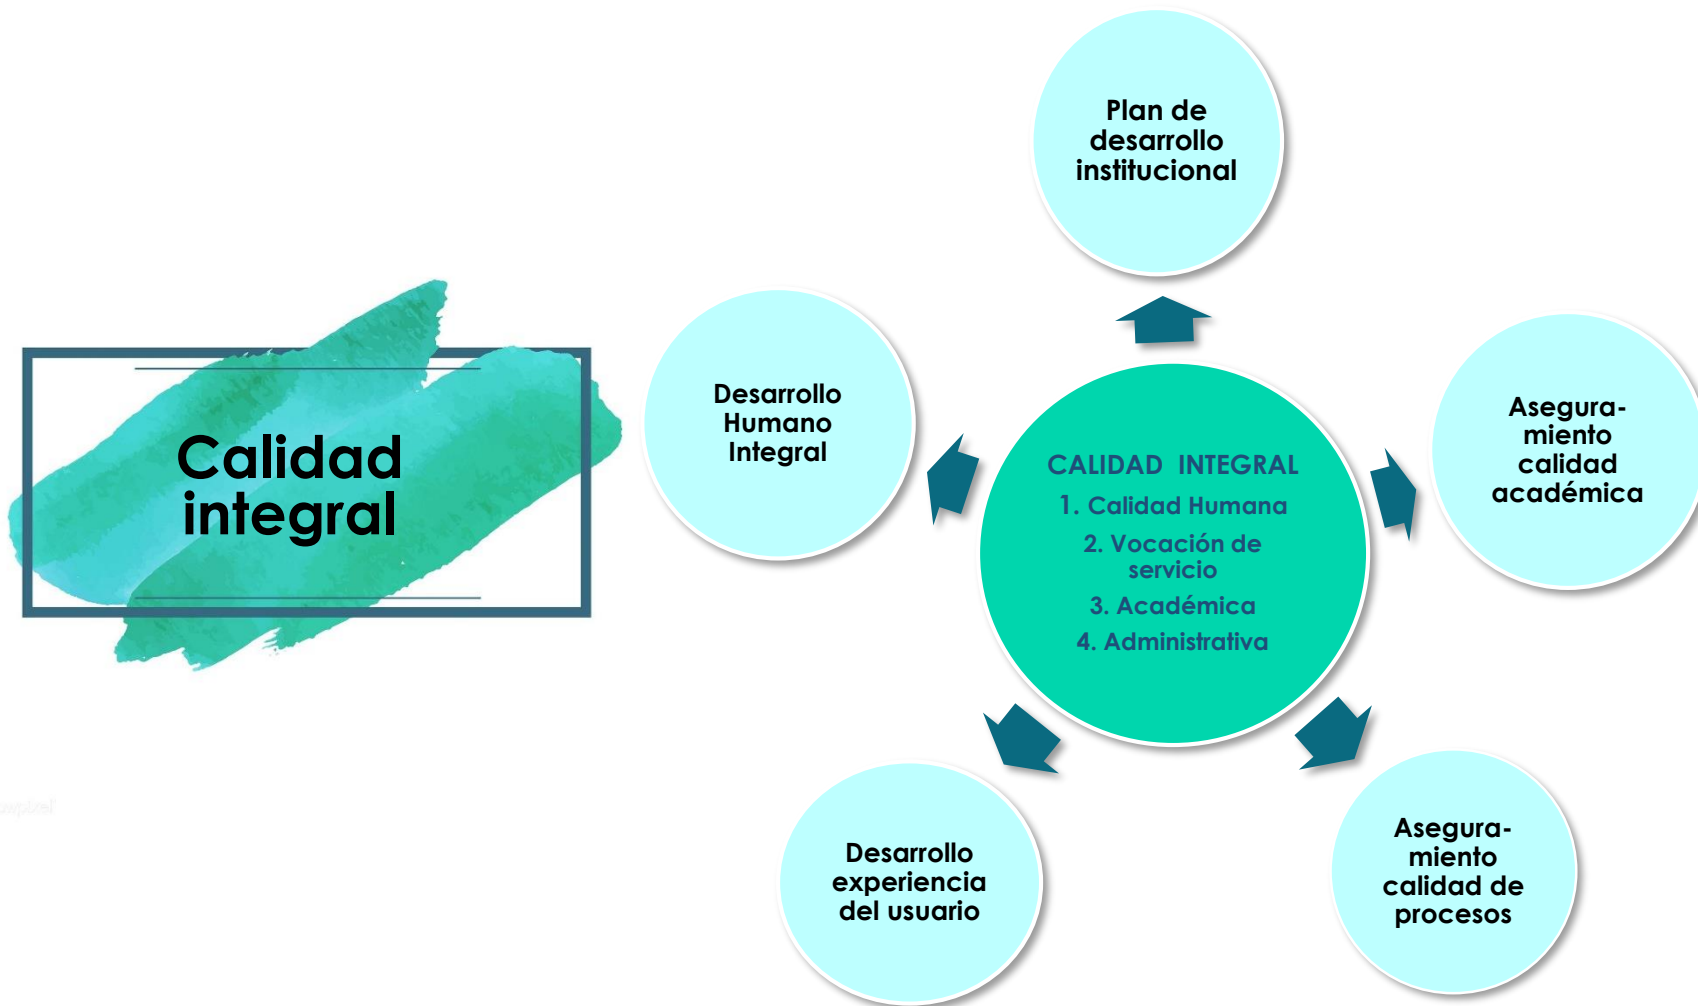 Calidad
integral
Plan de
desarrollo
institucional
Desarrollo
Humano
Integral
CALIDAD INTEGRAL
1. Calidad Humana
2. Vocación de
servicio
3. Académica
4. Administrativa
Asegura-
miento
calidad
académica
Desarrollo
experiencia
del usuario
Asegura-
miento
calidad de
procesos